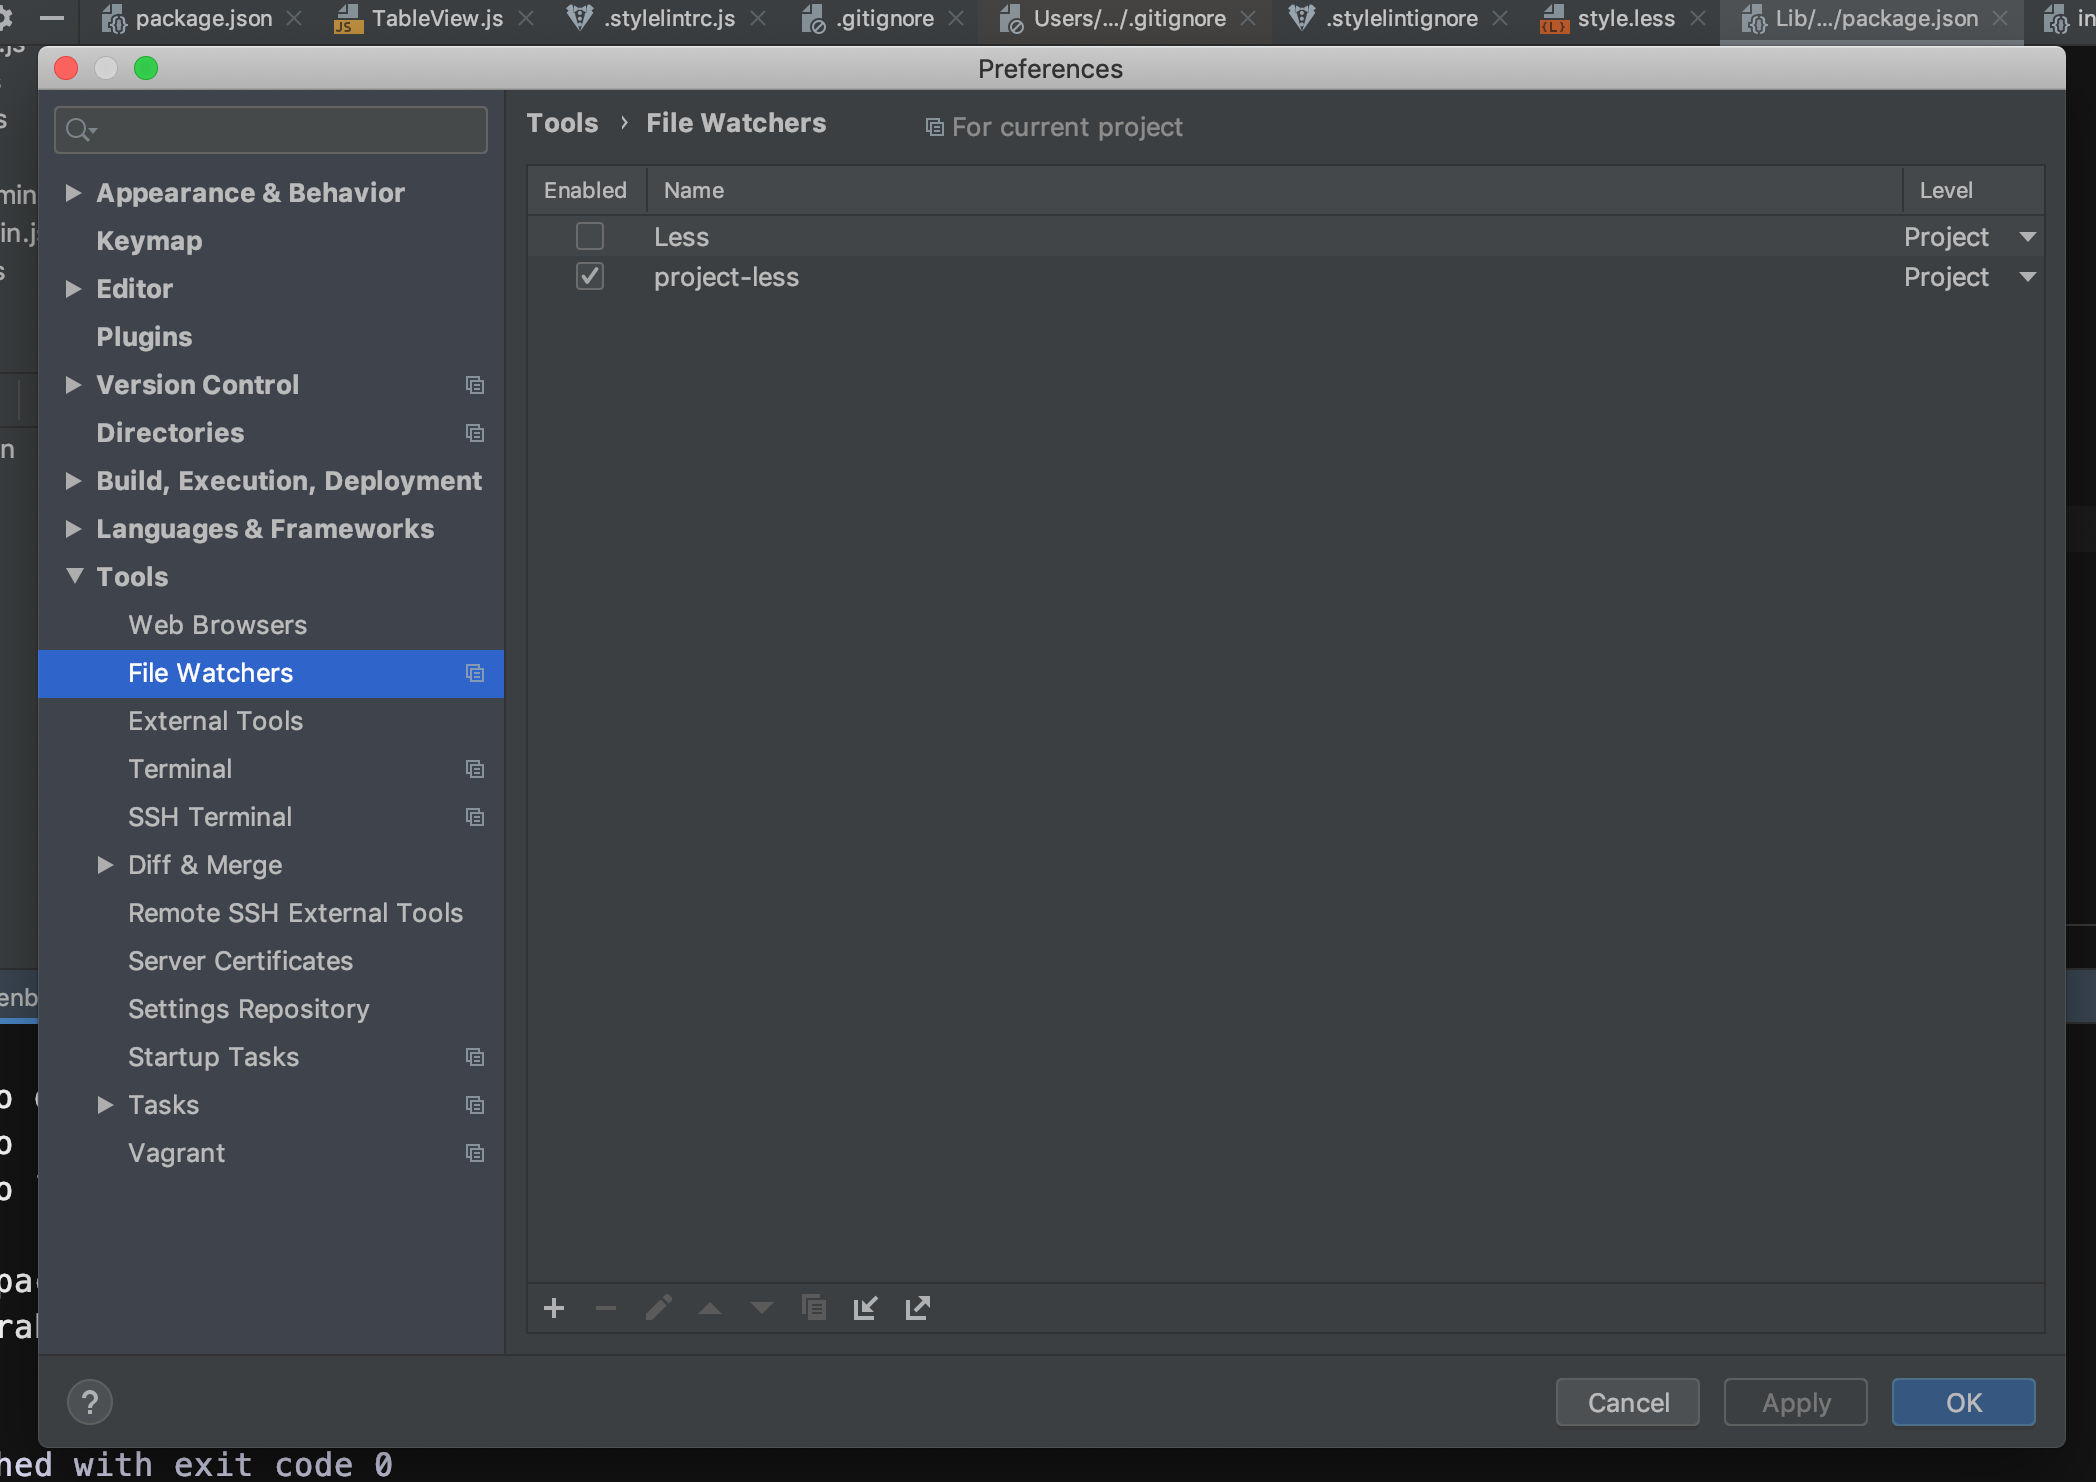 package.json
TableView.js
.stylelintrc.js
.gitignore
Users/.../.gitignore
.stylelintignore
style.less
Lib/.../package.json
in
Preferences
Tools › File Watchers
For current project
Appearance & Behavior
Keymap
Editor
Plugins
Version Control
Directories
Build, Execution, Deployment
Languages & Frameworks
Tools
Web Browsers
File Watchers
External Tools
Terminal
SSH Terminal
Diff & Merge
Remote SSH External Tools
Server Certificates
Settings Repository
Startup Tasks
Tasks
Vagrant
Enabled Name Level
Less Project
project-less Project
? Cancel Apply OK
hed with exit code 0